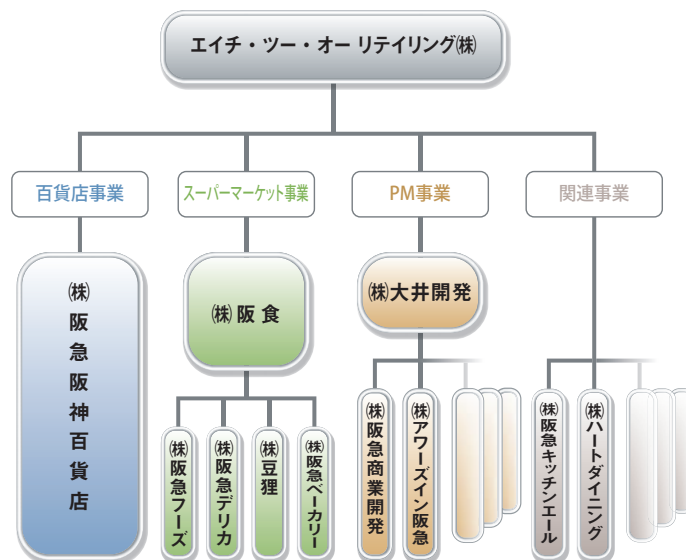 エイチ・ツー・オー リテイリング㈱
百貨店事業
スーパーマーケット事業
PM事業
関連事業
㈱阪急阪神百貨店
㈱阪食
㈱大井開発
㈱阪急フーズ
㈱阪急デリカ
㈱豆狸
㈱阪急ベーカリー
㈱阪急商業開発
㈱アワーズイン阪急
㈱阪急キッチンエール
㈱ハートダイニング